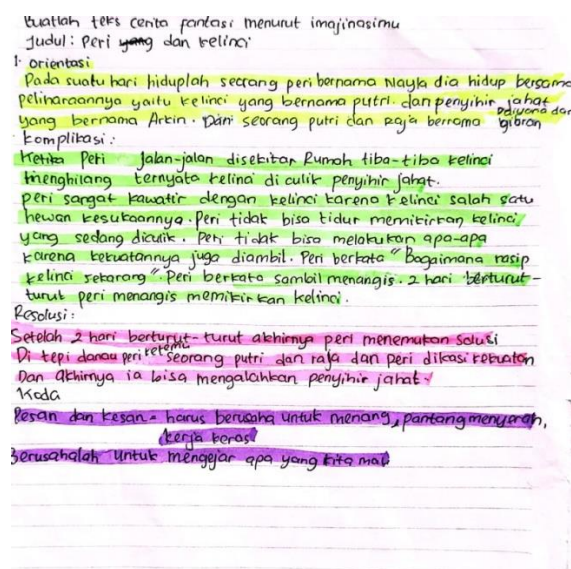 Buatlah teks cerita fantasi menurut imajinasimu
Judul: Peri yang dan kelinci
1. orientasi
Pada suatu hari hiduplah seorang peri bernama Nayla dia hidup bersama
peliharaannya yaitu kelinci yang bernama putri. dan penyihir jahat
yang bernama Arkin. Dani seorang putri dan Raja bernama gibran
komplikasi:
Ketika Peri jalan-jalan disekitar Rumah tiba-tiba kelinci
menghilang ternyata kelinci di culik penyihir jahat.
peri sangat kawatir dengan kelinci karena kelinci salah satu
hewan kesukaannya. Peri tidak bisa tidur memikirkan kelinci
yang sedang diculik. Peri tidak bisa melakukan apa-apa
karena kekuatannya juga diambil. Peri berkata "Bagaimana nasip
kelinci sekarang". Peri berkata sambil menangis. 2 hari berturut-
turut peri menangis memikirkan kelinci.
Resolusi:
Setelah 2 hari berturut-turut akhirnya peri menemukan solusi
Di tepi danau peri ketemu seorang putri dan raja dan peri dikasi kekuatan
Dan akhirnya ia bisa mengalahkan penyihir jahat.
Koda
Pesan dan kesan = harus berusaha untuk menang, pantang menyerah,
kerja keras
Berusahalah untuk mengejar apa yang kita mau